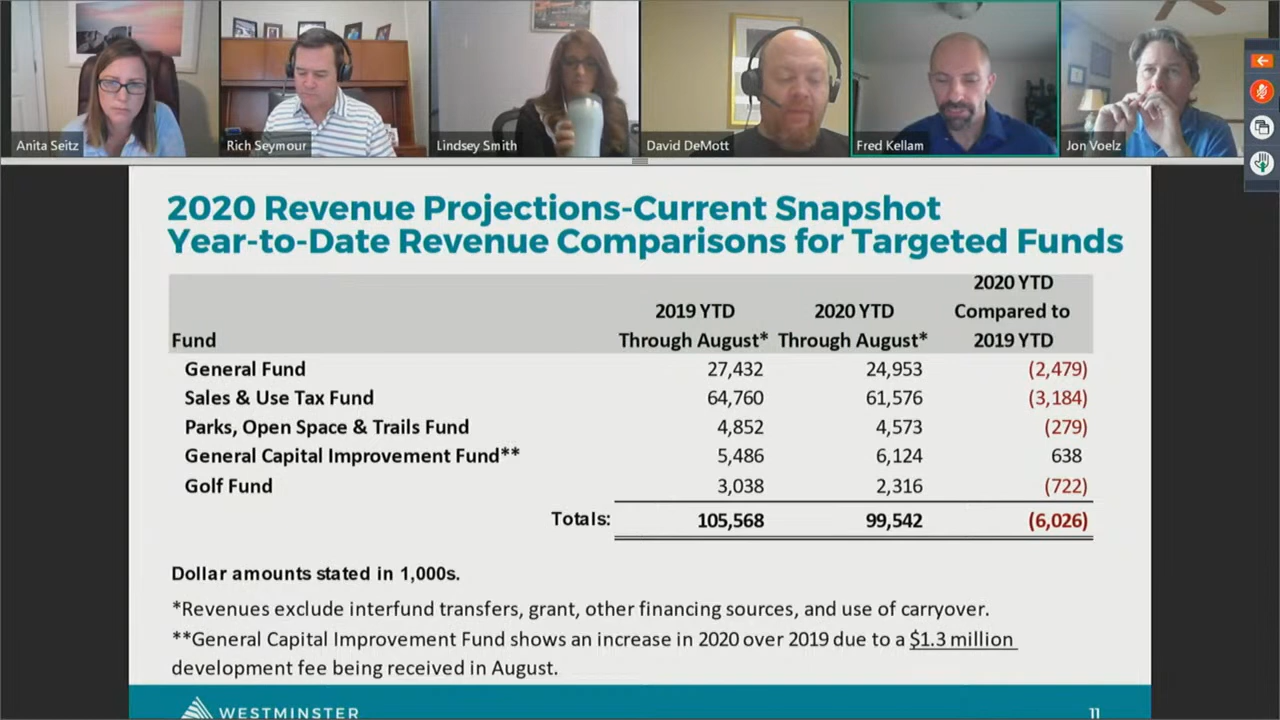 Anita Seitz
Rich Seymour
Lindsey Smith
David DeMott
Fred Kellam
Jon Voelz
2020 Revenue Projections-Current Snapshot
Year-to-Date Revenue Comparisons for Targeted Funds
2020 YTD
2019 YTD 2020 YTD Compared to
Fund Through August* Through August* 2019 YTD
General Fund 27,432 24,953 (2,479)
Sales & Use Tax Fund 64,760 61,576 (3,184)
Parks, Open Space & Trails Fund 4,852 4,573 (279)
General Capital Improvement Fund** 5,486 6,124 638
Golf Fund 3,038 2,316 (722)
Totals: 105,568 99,542 (6,026)
Dollar amounts stated in 1,000s.
*Revenues exclude interfund transfers, grant, other financing sources, and use of carryover.
**General Capital Improvement Fund shows an increase in 2020 over 2019 due to a $1.3 million
development fee being received in August.
WESTMINSTER 11